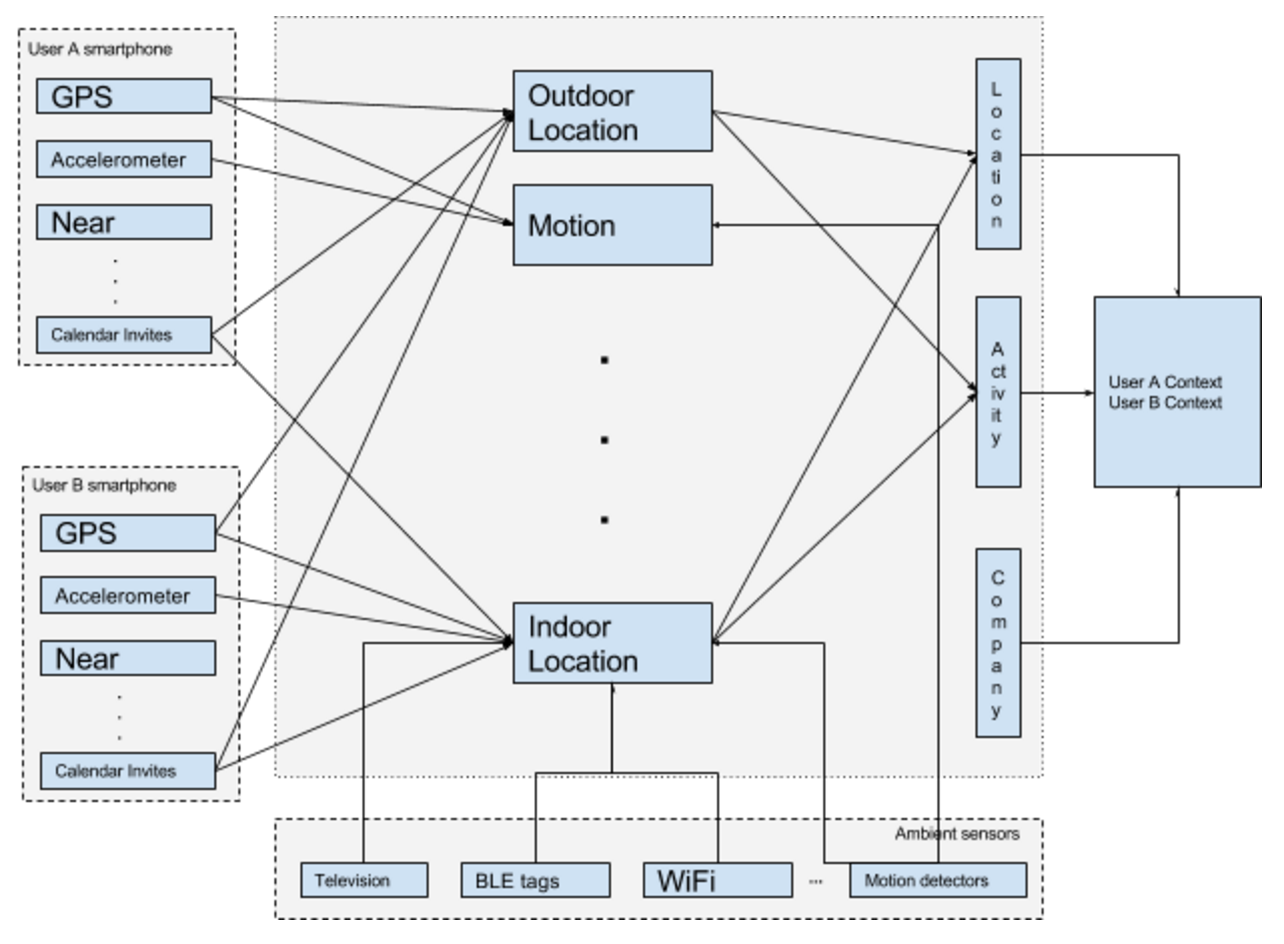 User A smartphone
GPS
Accelerometer
Near
Calendar Invites
User B smartphone
GPS
Accelerometer
Near
Calendar Invites
Outdoor
Location
Motion
Indoor
Location
Location
Activity
Company
User A Context
User B Context
Ambient sensors
Television
BLE tags
WiFi
...
Motion detectors